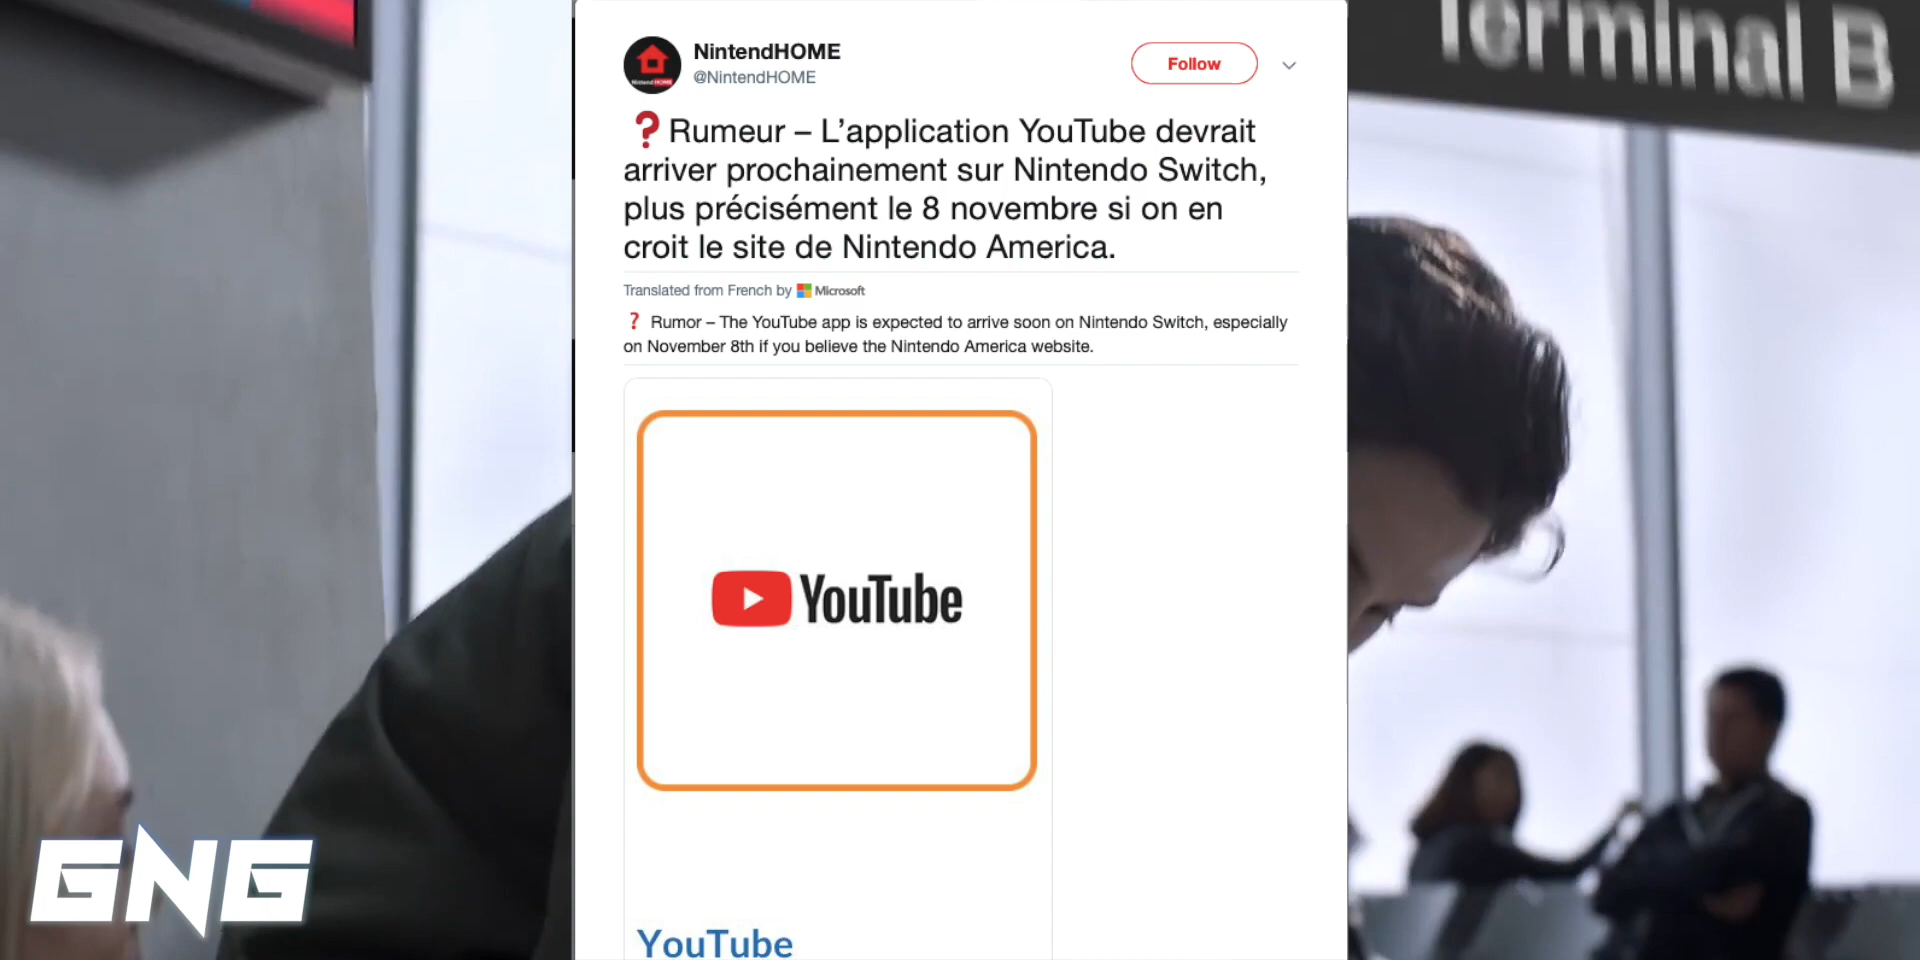 Terminal B
NintendHOME
@NintendHOME
Follow
Nintend HOME
❓Rumeur – L’application YouTube devrait
arriver prochainement sur Nintendo Switch,
plus précisément le 8 novembre si on en
croit le site de Nintendo America.
Translated from French by Microsoft
❓ Rumor – The YouTube app is expected to arrive soon on Nintendo Switch, especially
on November 8th if you believe the Nintendo America website.
YouTube
YouTube
GNG